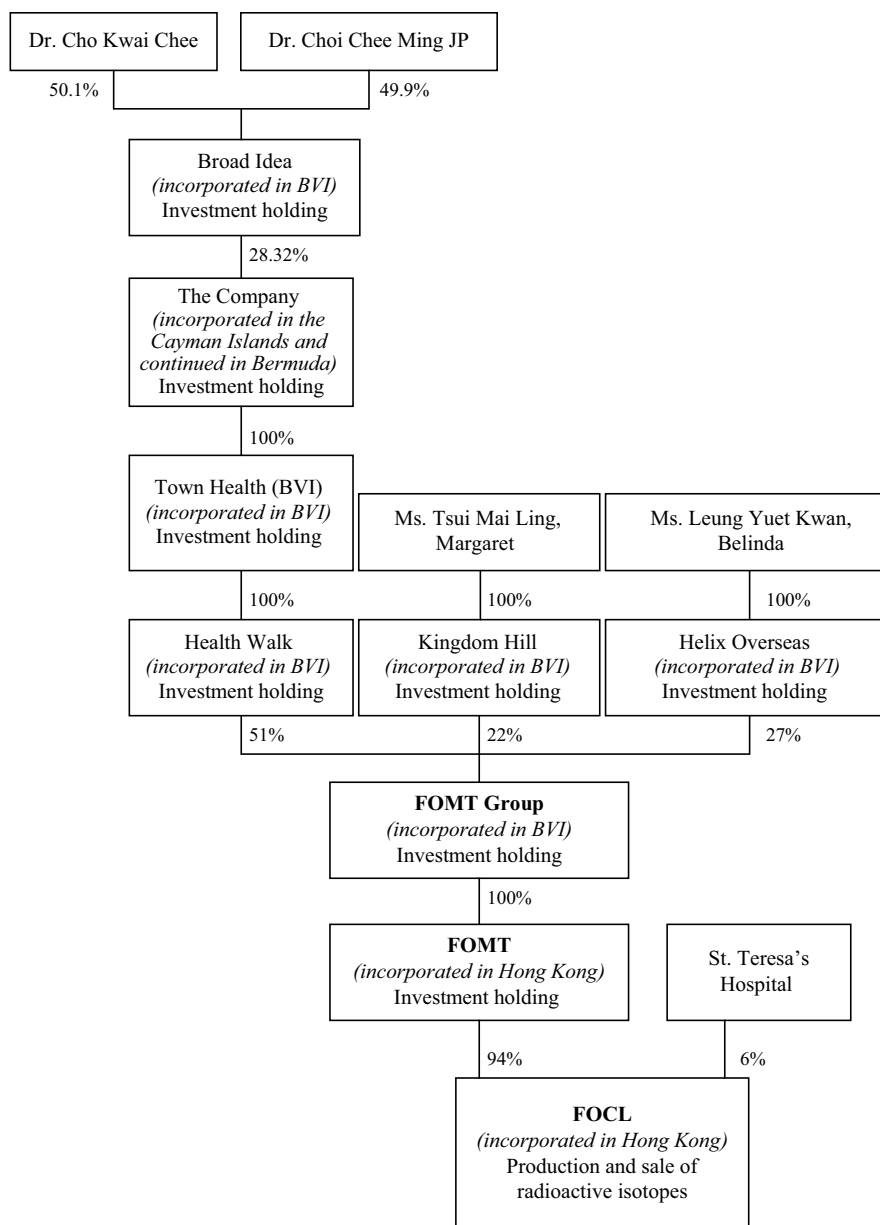 Dr. Cho Kwai Chee
Dr. Choi Chee Ming JP
50.1%
49.9%
Broad Idea
(incorporated in BVI)
Investment holding
28.32%
The Company
(incorporated in the
Cayman Islands and
continued in Bermuda)
Investment holding
100%
Town Health (BVI)
(incorporated in BVI)
Investment holding
Ms. Tsui Mai Ling,
Margaret
Ms. Leung Yuet Kwan,
Belinda
100%
100%
100%
Health Walk
(incorporated in BVI)
Investment holding
Kingdom Hill
(incorporated in BVI)
Investment holding
Helix Overseas
(incorporated in BVI)
Investment holding
51%
22%
27%
FOMT Group
(incorporated in BVI)
Investment holding
100%
FOMT
(incorporated in Hong Kong)
Investment holding
St. Teresa's
Hospital
94%
6%
FOCL
(incorporated in Hong Kong)
Production and sale of
radioactive isotopes